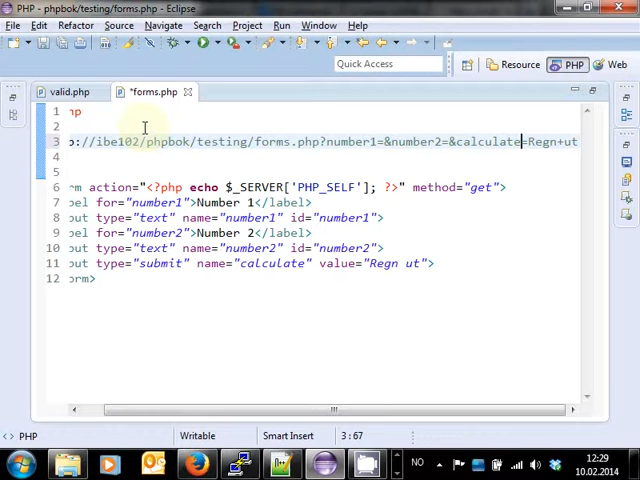 PHP - phpbok/testing/forms.php - Eclipse
File Edit Refactor Source Navigate Search Project Run Window Help
Quick Access Resource PHP Web
valid.php *forms.php
1 hp
2
3 p://ibe102/phpbok/testing/forms.php?number1=&number2=&calculate=Regn+ut
4
5
6 rm action="<?php echo $_SERVER['PHP_SELF']; ?>" method="get">
7 bel for="number1">Number 1</label>
8 put type="text" name="number1" id="number1">
9 bel for="number2">Number 2</label>
10 put type="text" name="number2" id="number2">
11 put type="submit" name="calculate" value="Regn ut">
12 orm>
<> PHP Writable Smart Insert 3 : 67
NO 12:29
10.02.2014